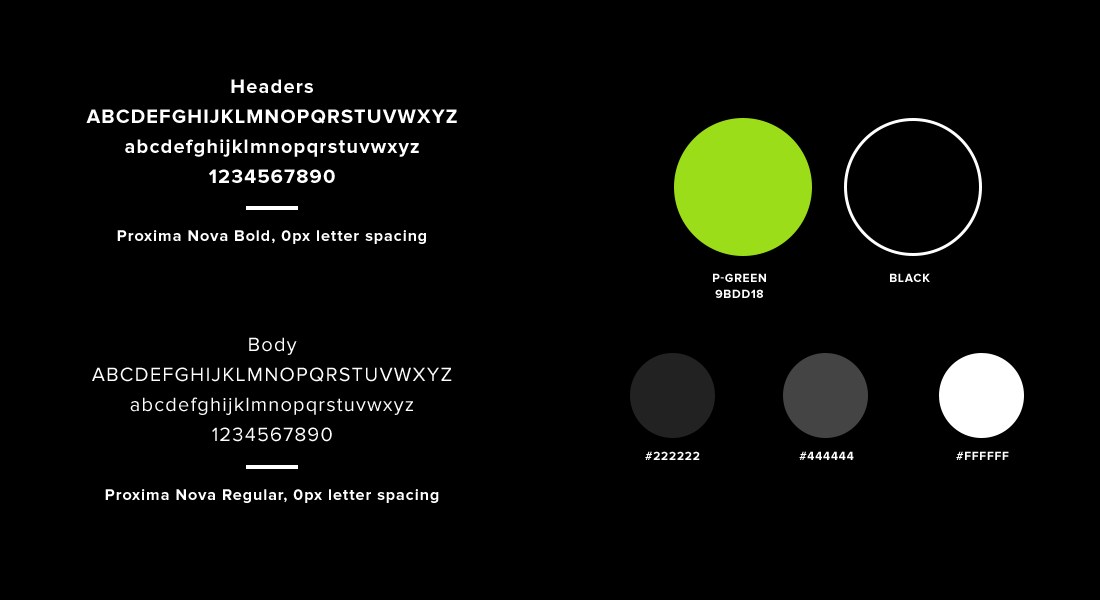 Headers
ABCDEFGHIJKLMNOPQRSTUVWXYZ
abcdefghijklmnopqrstuvwxyz
1234567890
Proxima Nova Bold, 0px letter spacing
Body
ABCDEFGHIJKLMNOPQRSTUVWXYZ
abcdefghijklmnopqrstuvwxyz
1234567890
Proxima Nova Regular, 0px letter spacing
P-GREEN
9BDD18
BLACK
#222222
#444444
#FFFFFF